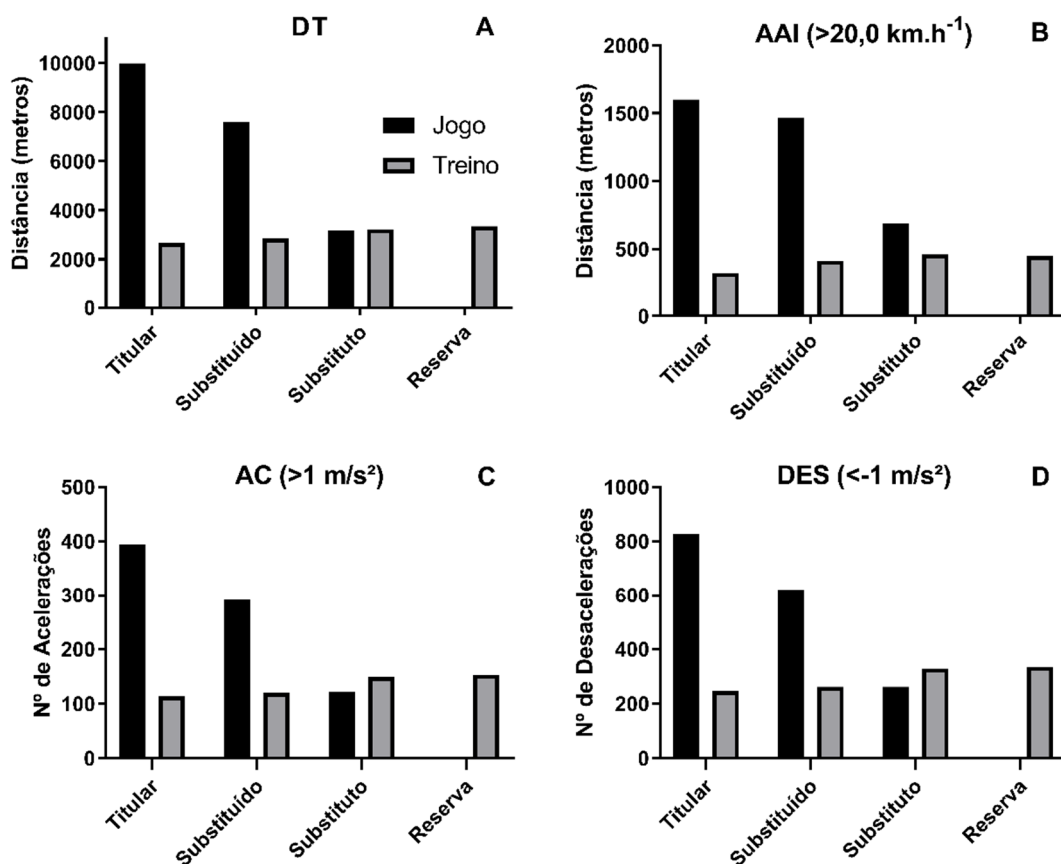 DT
A
Distância (metros)
10000
8000
6000
4000
2000
0
Jogo
Treino
Titular
Substituído
Substituto
Reserva
AAI (>20,0 km.h⁻¹)
B
Distância (metros)
2000
1500
1000
500
0
Titular
Substituído
Substituto
Reserva
AC (>1 m/s²)
C
Nº de Acelerações
500
400
300
200
100
0
Titular
Substituído
Substituto
Reserva
DES (<-1 m/s²)
D
Nº de Desacelerações
1000
800
600
400
200
0
Titular
Substituído
Substituto
Reserva